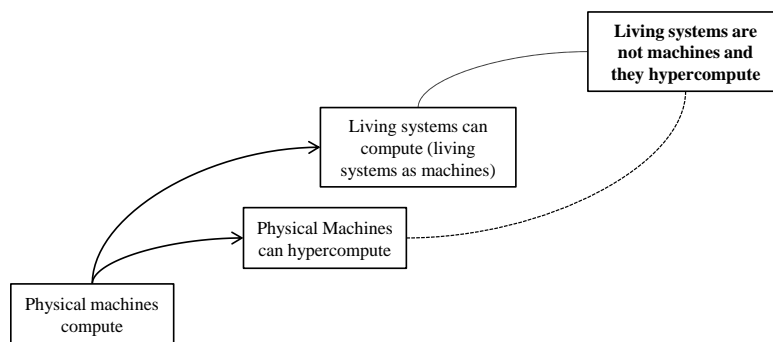 Living systems are
not machines and
they hypercompute
Living systems can
compute (living
systems as machines)
Physical Machines
can hypercompute
Physical machines
compute